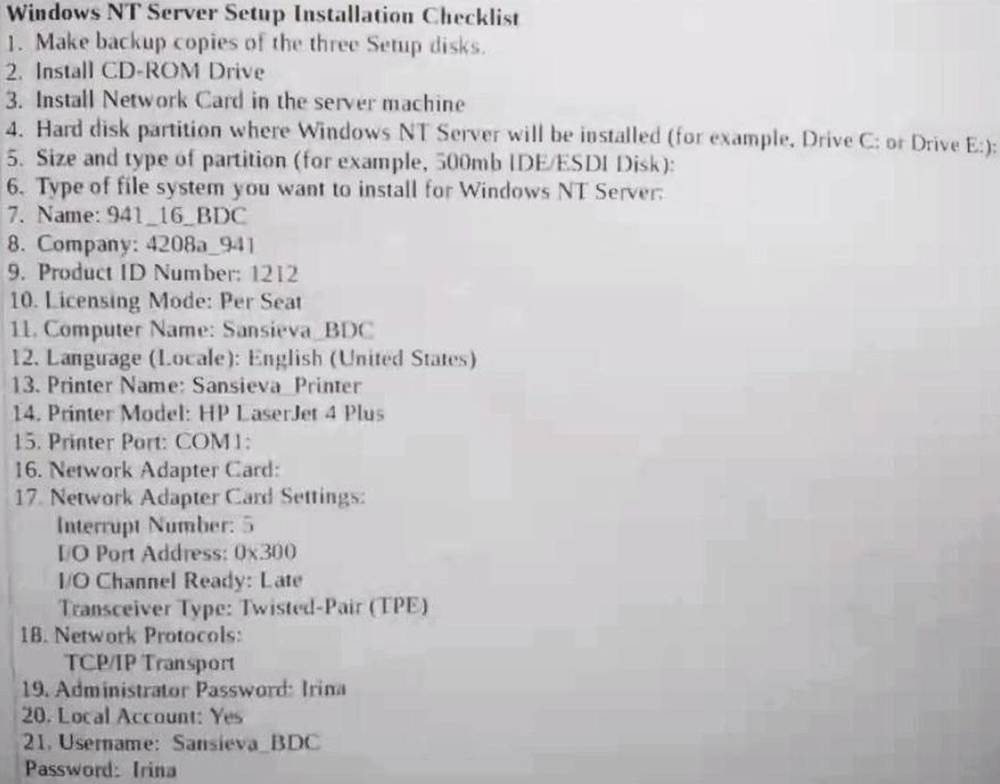 Windows NT Server Setup Installation Checklist
1. Make backup copies of the three Setup disks.
2. Install CD-ROM Drive
3. Install Network Card in the server machine
4. Hard disk partition where Windows NT Server will be installed (for example, Drive C: or Drive E:):
5. Size and type of partition (for example, 500mb IDE/ESDI Disk):
6. Type of file system you want to install for Windows NT Server:
7. Name: 941_16_BDC
8. Company: 4208a_941
9. Product ID Number: 1212
10. Licensing Mode: Per Seat
11. Computer Name: Sansieva_BDC
12. Language (Locale): English (United States)
13. Printer Name: Sansieva_Printer
14. Printer Model: HP LaserJet 4 Plus
15. Printer Port: COM1:
16. Network Adapter Card:
17. Network Adapter Card Settings:
Interrupt Number: 5
I/O Port Address: 0x300
I/O Channel Ready: Late
Transceiver Type: Twisted-Pair (TPE)
18. Network Protocols:
TCP/IP Transport
19. Administrator Password: Irina
20. Local Account: Yes
21. Username: Sansieva_BDC
Password: Irina